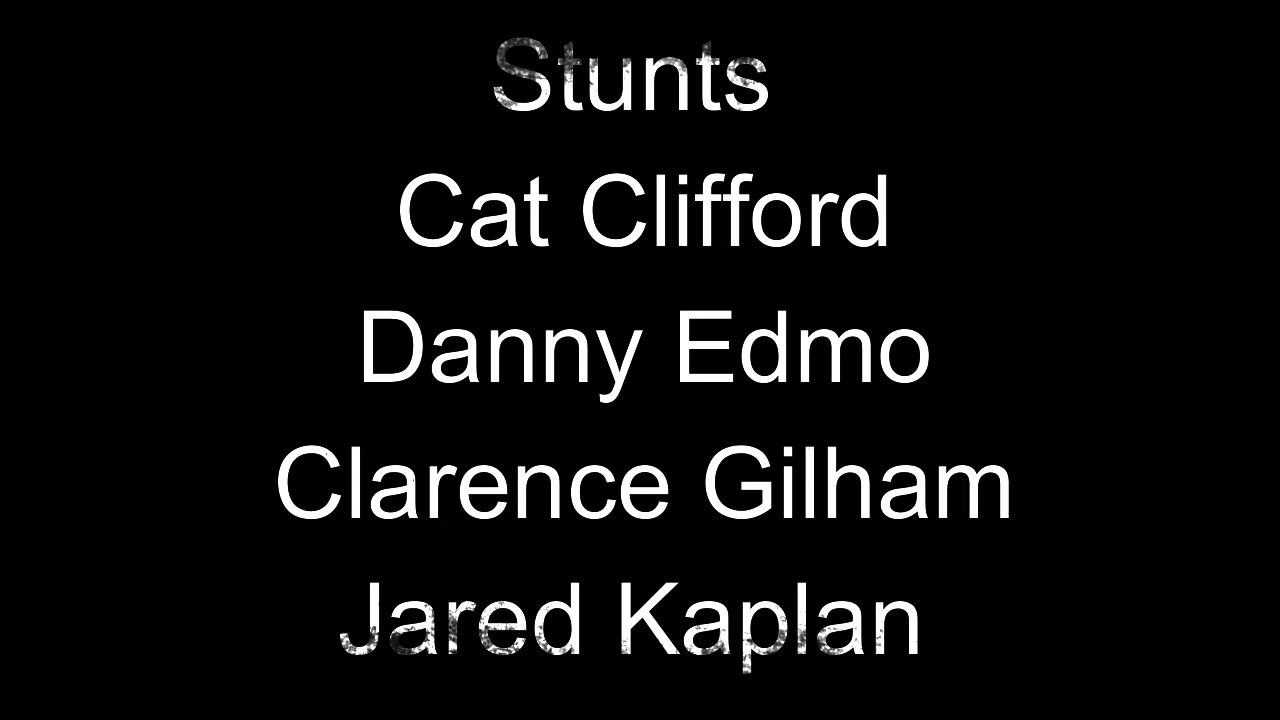 Stunts
Cat Clifford
Danny Edmo
Clarence Gilham
Jared Kaplan